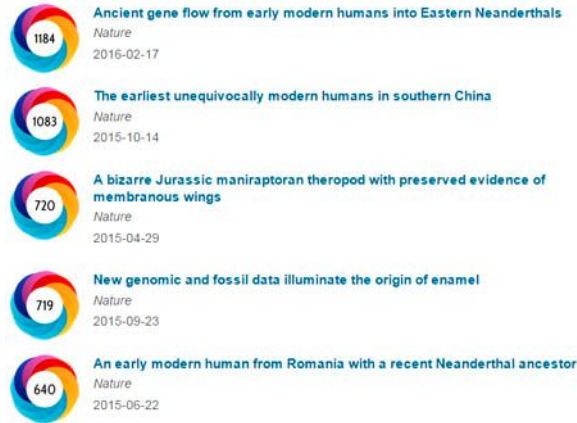 1184
Ancient gene flow from early modern humans into Eastern Neanderthals
Nature
2016-02-17
1083
The earliest unequivocally modern humans in southern China
Nature
2015-10-14
720
A bizarre Jurassic maniraptoran theropod with preserved evidence of
membranous wings
Nature
2015-04-29
719
New genomic and fossil data illuminate the origin of enamel
Nature
2015-09-23
640
An early modern human from Romania with a recent Neanderthal ancestor
Nature
2015-06-22